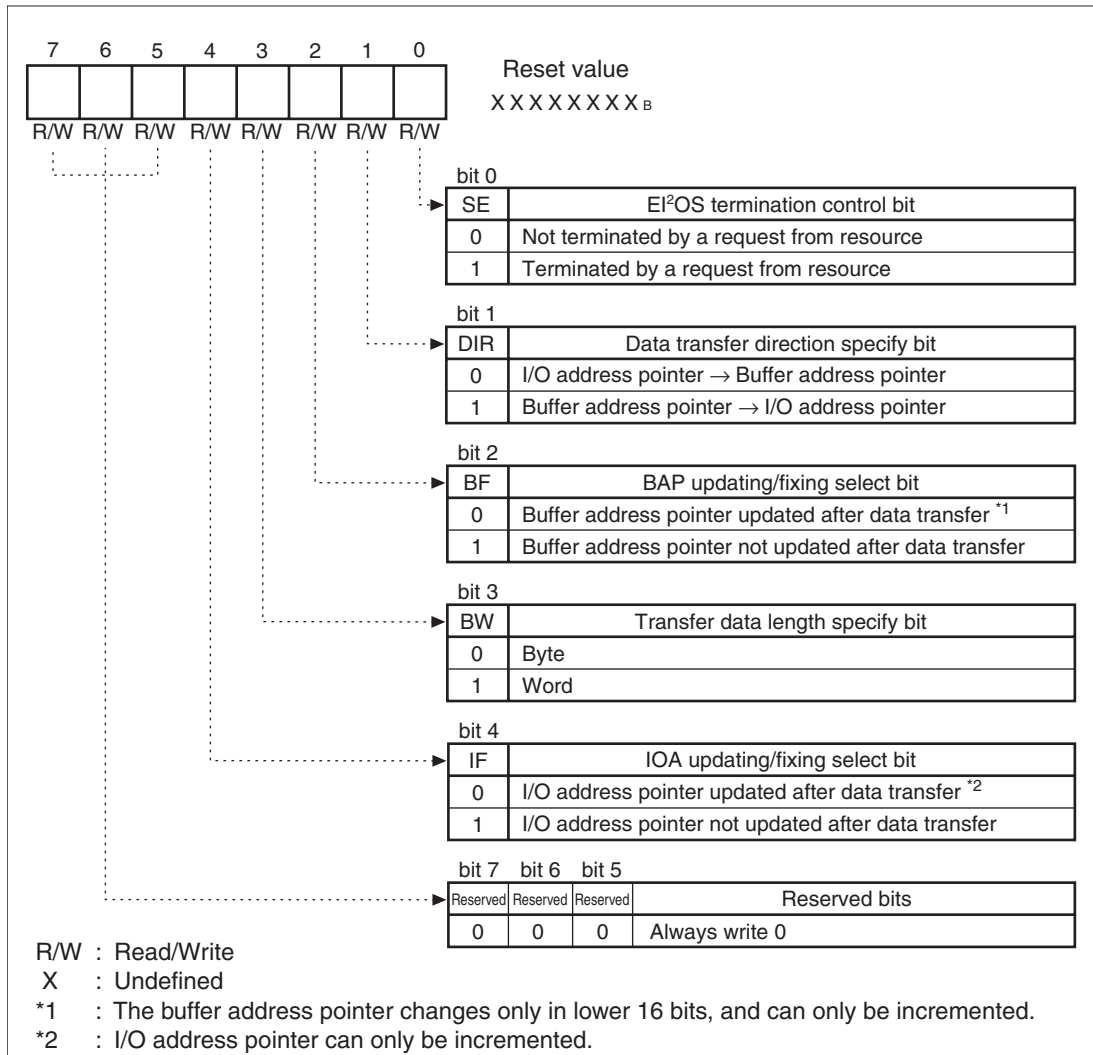 7 6 5 4 3 2 1 0
Reset value
X X X X X X X X B
R/W R/W R/W R/W R/W R/W R/W R/W
bit 0
SE EI²OS termination control bit
0 Not terminated by a request from resource
1 Terminated by a request from resource
bit 1
DIR Data transfer direction specify bit
0 I/O address pointer → Buffer address pointer
1 Buffer address pointer → I/O address pointer
bit 2
BF BAP updating/fixing select bit
0 Buffer address pointer updated after data transfer *1
1 Buffer address pointer not updated after data transfer
bit 3
BW Transfer data length specify bit
0 Byte
1 Word
bit 4
IF IOA updating/fixing select bit
0 I/O address pointer updated after data transfer *2
1 I/O address pointer not updated after data transfer
bit 7 bit 6 bit 5
Reserved Reserved Reserved Reserved bits
0 0 0 Always write 0
R/W : Read/Write
X : Undefined
*1 : The buffer address pointer changes only in lower 16 bits, and can only be incremented.
*2 : I/O address pointer can only be incremented.